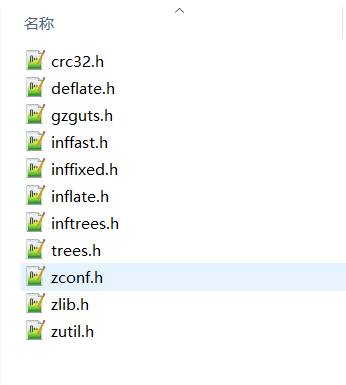 名称
crc32.h
deflate.h
gzguts.h
inffast.h
inffixed.h
inflate.h
inftrees.h
trees.h
zconf.h
zlib.h
zutil.h